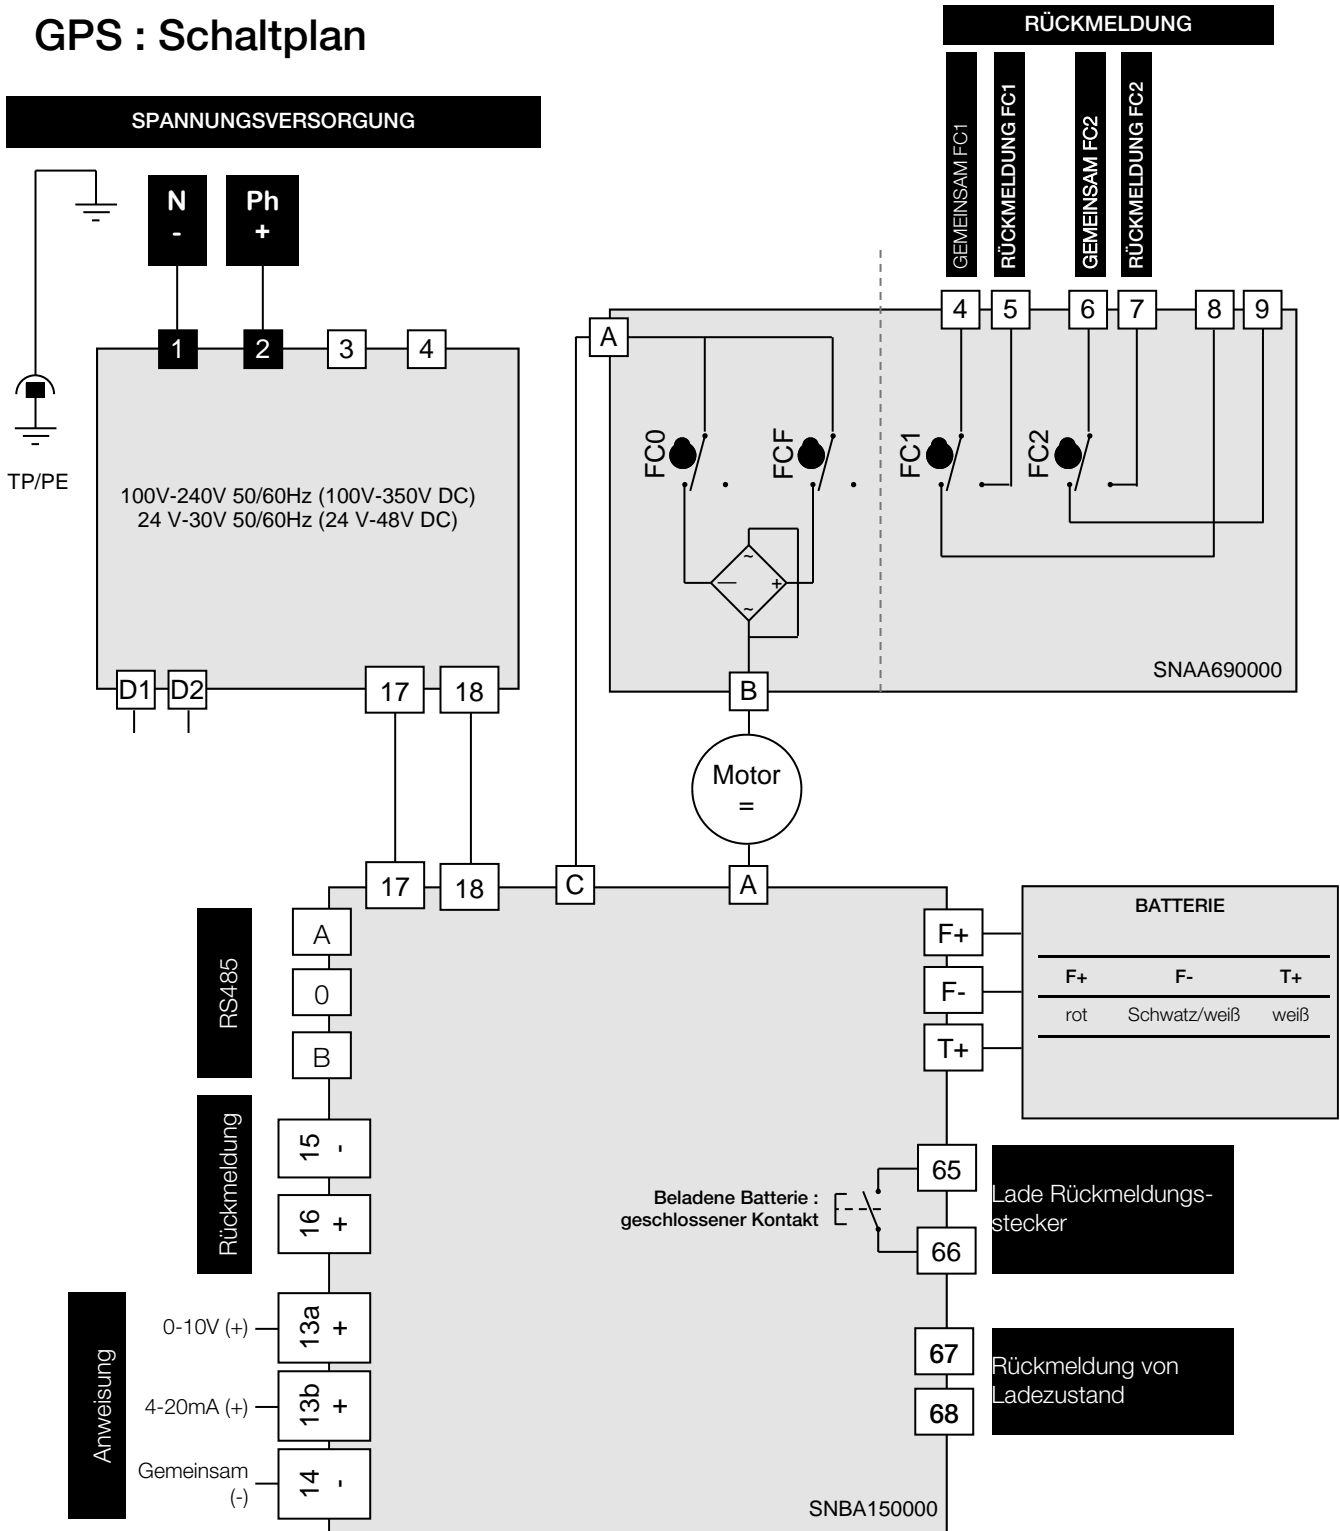 GPS : Schaltplan
RÜCKMELDUNG
SPANNUNGSVERSORGUNG
GEMEINSAM FC1
RÜCKMELDUNG FC1
GEMEINSAM FC2
RÜCKMELDUNG FC2
N
-
Ph
+
1
2
3
4
TP/PE
100V-240V 50/60Hz (100V-350V DC)
24 V-30V 50/60Hz (24 V-48V DC)
D1
D2
17
18
4
5
6
7
8
9
A
FC0
FCF
FC1
FC2
~
—
+
~
SNAA690000
B
Motor
=
17
18
C
A
RS485
A
0
B
Rückmeldung
15 -
16 +
Anweisung
0-10V (+)
13a +
4-20mA (+)
13b +
Gemeinsam
(-)
14 -
F+
F-
T+
BATTERIE
F+ F- T+
rot Schwatz/weiß weiß
Beladene Batterie :
geschlossener Kontakt
65
66
Lade Rückmeldungs-
stecker
67
68
Rückmeldung von
Ladezustand
SNBA150000